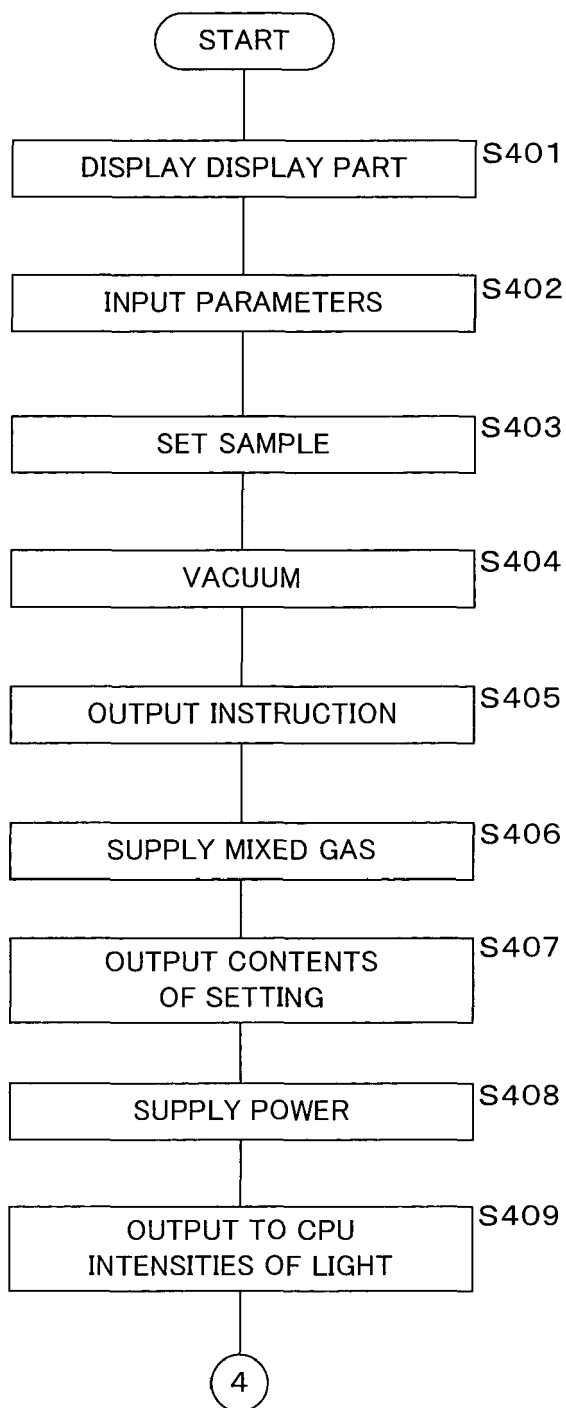 START
DISPLAY DISPLAY PART
S401
INPUT PARAMETERS
S402
SET SAMPLE
S403
VACUUM
S404
OUTPUT INSTRUCTION
S405
SUPPLY MIXED GAS
S406
OUTPUT CONTENTS
OF SETTING
S407
SUPPLY POWER
S408
OUTPUT TO CPU
INTENSITIES OF LIGHT
S409
4